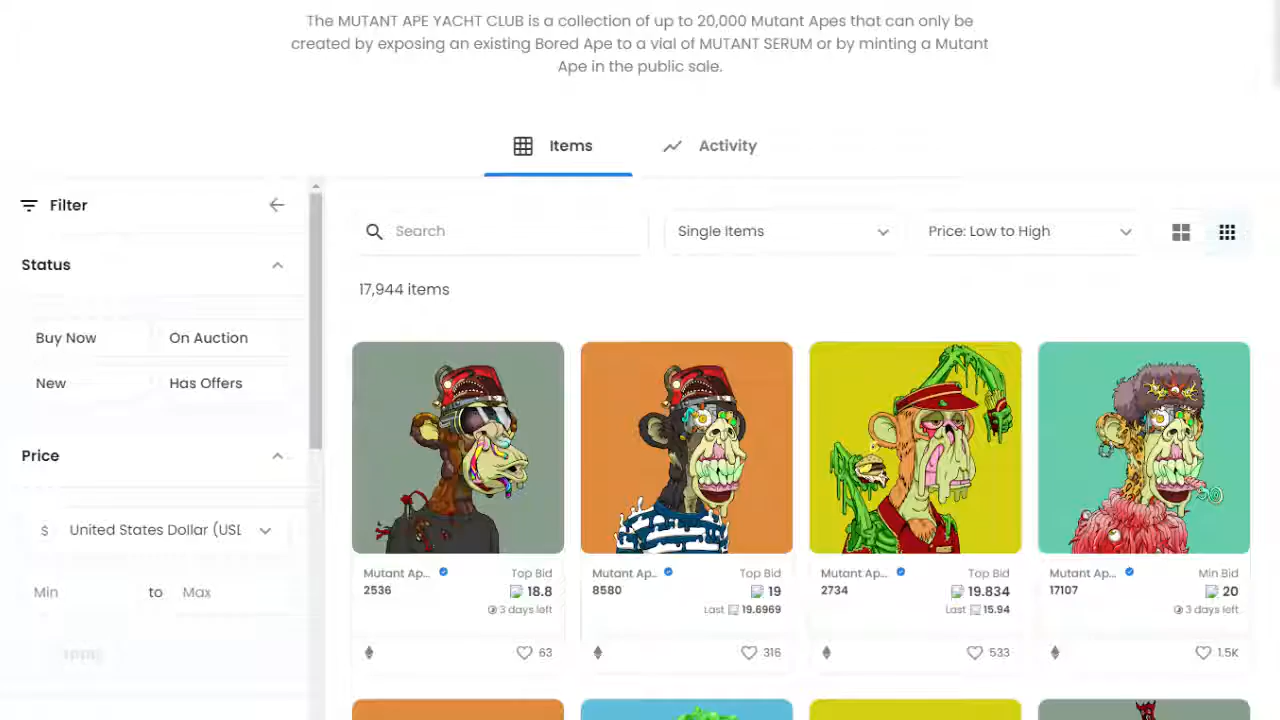 The MUTANT APE YACHT CLUB is a collection of up to 20,000 Mutant Apes that can only be
created by exposing an existing Bored Ape to a vial of MUTANT SERUM or by minting a Mutant
Ape in the public sale.
Items
Activity
Filter
Search
Single Items
Price: Low to High
Status
17,944 items
Buy Now
On Auction
New
Has Offers
Price
$ United States Dollar (USD
Min to Max
Mutant Ap...
Top Bid
2536
18.8
3 days left
63
Mutant Ap...
Top Bid
8580
19
Last 19.6969
316
Mutant Ap...
Top Bid
2734
19.834
Last 15.94
533
Mutant Ap...
Min Bid
17107
20
3 days left
1.5K